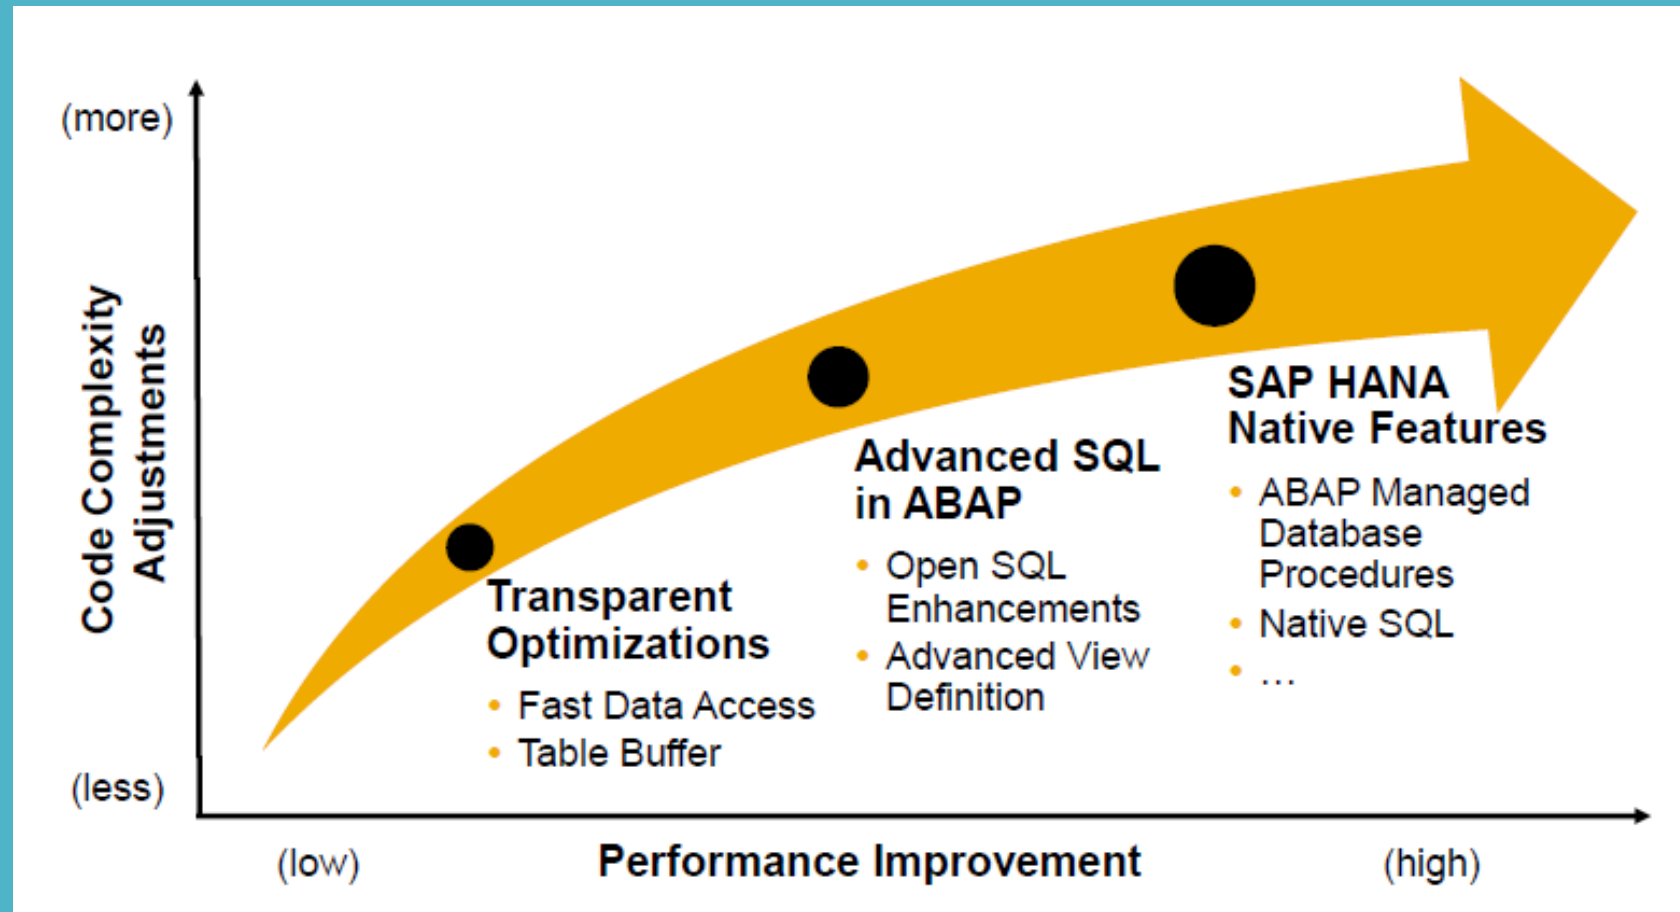 (more)
Code Complexity
Adjustments
(less)
Transparent
Optimizations
• Fast Data Access
• Table Buffer
Advanced SQL
in ABAP
• Open SQL
Enhancements
• Advanced View
Definition
SAP HANA
Native Features
• ABAP Managed
Database
Procedures
• Native SQL
• ...
(low)
Performance Improvement
(high)